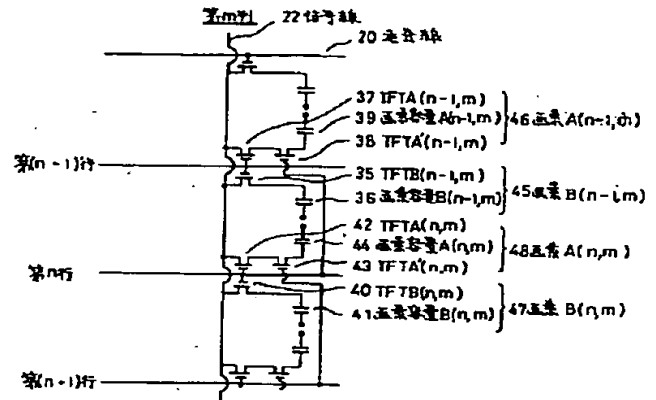 第m列
22 信号線
20 走査線
37 TFTA(n-1,m)
39 画素容量A(n-1,m)
46 画素A(n-1,m)
38 TFTA'(n-1,m)
第(n-1)行
35 TFTB(n-1,m)
36 画素容量B(n-1,m)
45 画素B(n-1,m)
42 TFTA(n,m)
44 画素容量A(n,m)
48 画素A(n,m)
43 TFTA'(n,m)
第n行
40 TFTB(n,m)
41 画素容量B(n,m)
47 画素B(n,m)
第(n+1)行